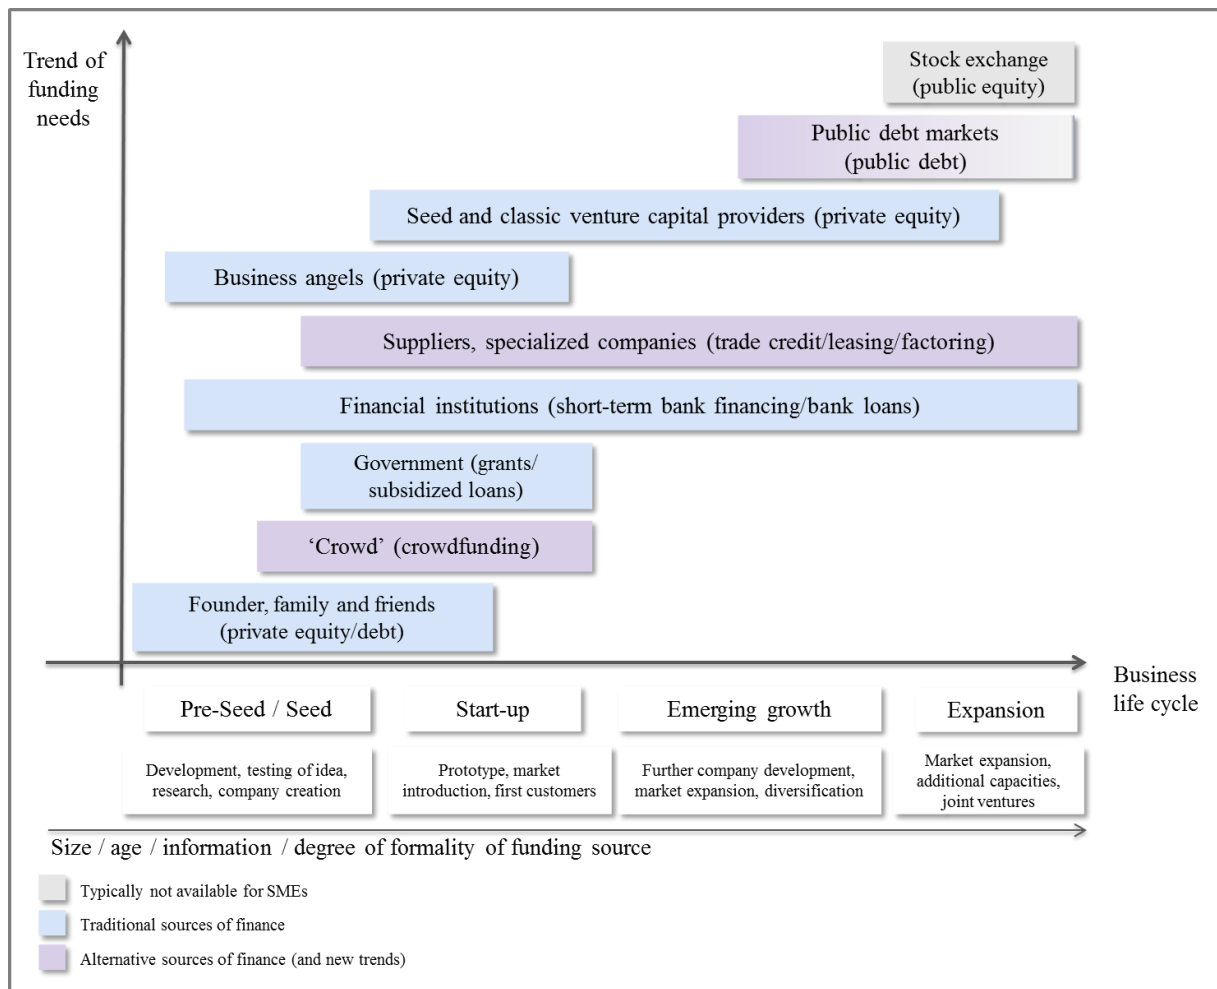 Trend of
funding
needs
Stock exchange
(public equity)
Public debt markets
(public debt)
Seed and classic venture capital providers (private equity)
Business angels (private equity)
Suppliers, specialized companies (trade credit/leasing/factoring)
Financial institutions (short-term bank financing/bank loans)
Government (grants/
subsidized loans)
‘Crowd’ (crowdfunding)
Founder, family and friends
(private equity/debt)
Business
life cycle
Pre-Seed / Seed
Start-up
Emerging growth
Expansion
Development, testing of idea,
research, company creation
Prototype, market
introduction, first customers
Further company development,
market expansion, diversification
Market expansion,
additional capacities,
joint ventures
Size / age / information / degree of formality of funding source
Typically not available for SMEs
Traditional sources of finance
Alternative sources of finance (and new trends)